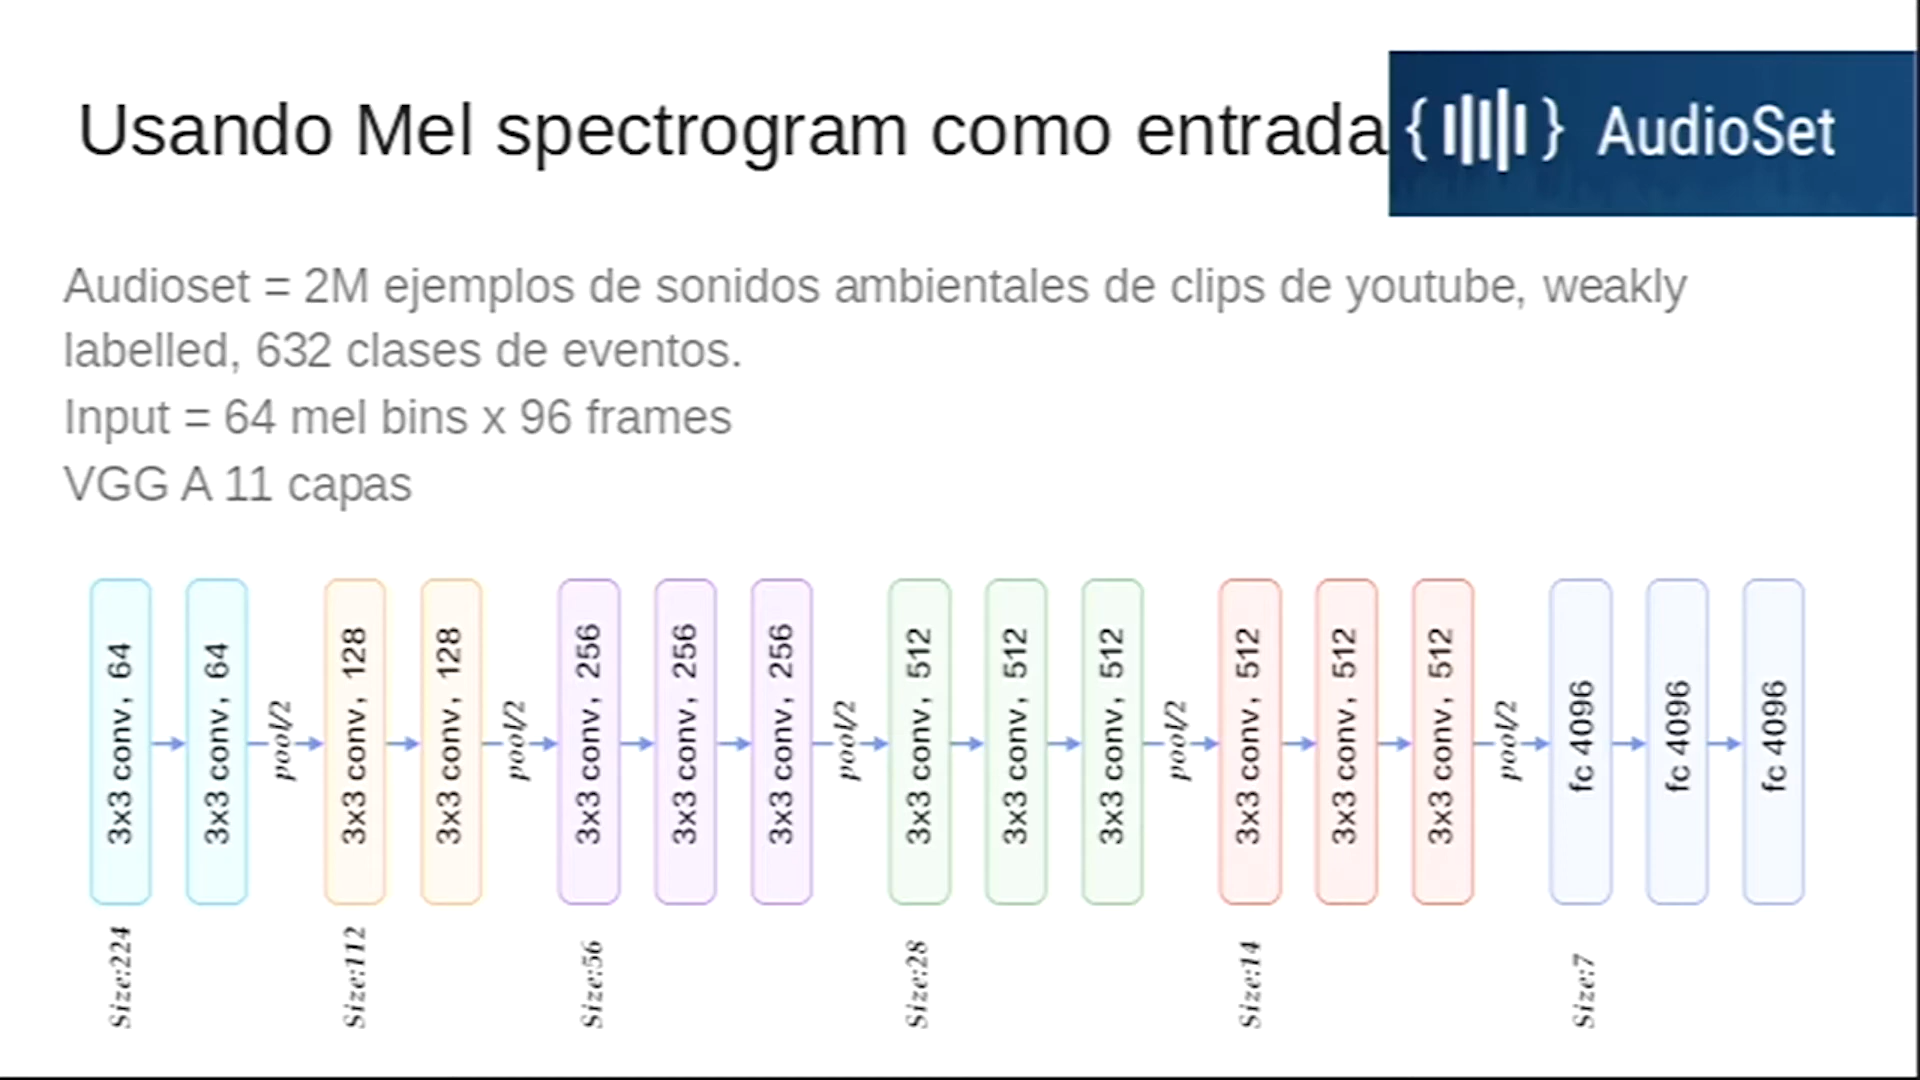 Usando Mel spectrogram como entrada
{ } AudioSet
Audioset = 2M ejemplos de sonidos ambientales de clips de youtube, weakly
labelled, 632 clases de eventos.
Input = 64 mel bins x 96 frames
VGG A 11 capas
3x3 conv, 64
3x3 conv, 64
pool/2
3x3 conv, 128
3x3 conv, 128
pool/2
3x3 conv, 256
3x3 conv, 256
3x3 conv, 256
pool/2
3x3 conv, 512
3x3 conv, 512
3x3 conv, 512
pool/2
3x3 conv, 512
3x3 conv, 512
3x3 conv, 512
pool/2
fc 4096
fc 4096
fc 4096
Size:224
Size:112
Size:56
Size:28
Size:14
Size:7